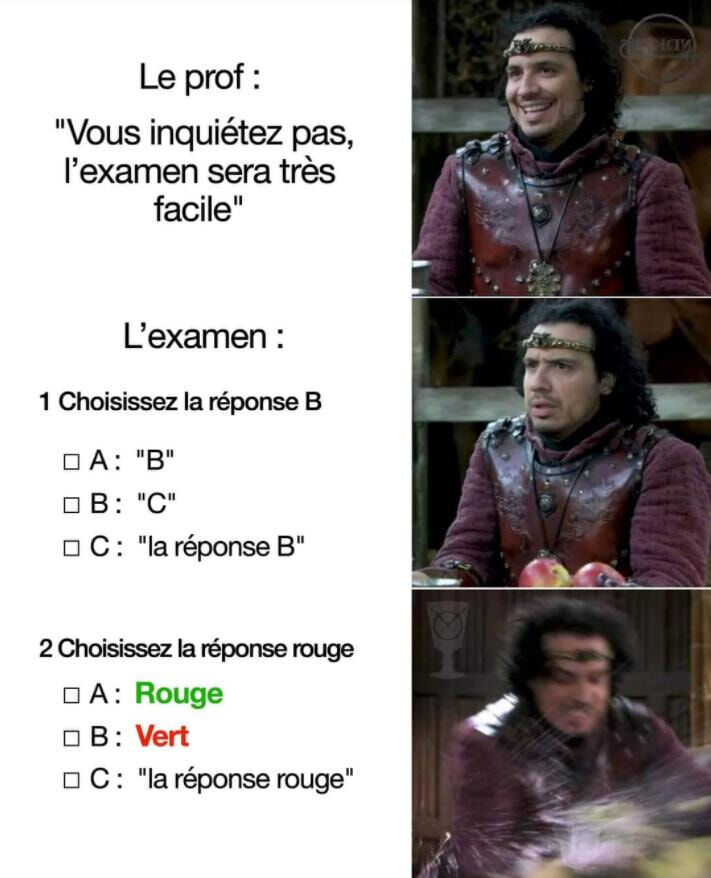 Le prof :
"Vous inquiétez pas,
l'examen sera très
facile"
L'examen :
1 Choisissez la réponse B
□ A : "B"
□ B : "C"
□ C : "la réponse B"
2 Choisissez la réponse rouge
□ A : Rouge
□ B : Vert
□ C : "la réponse rouge"